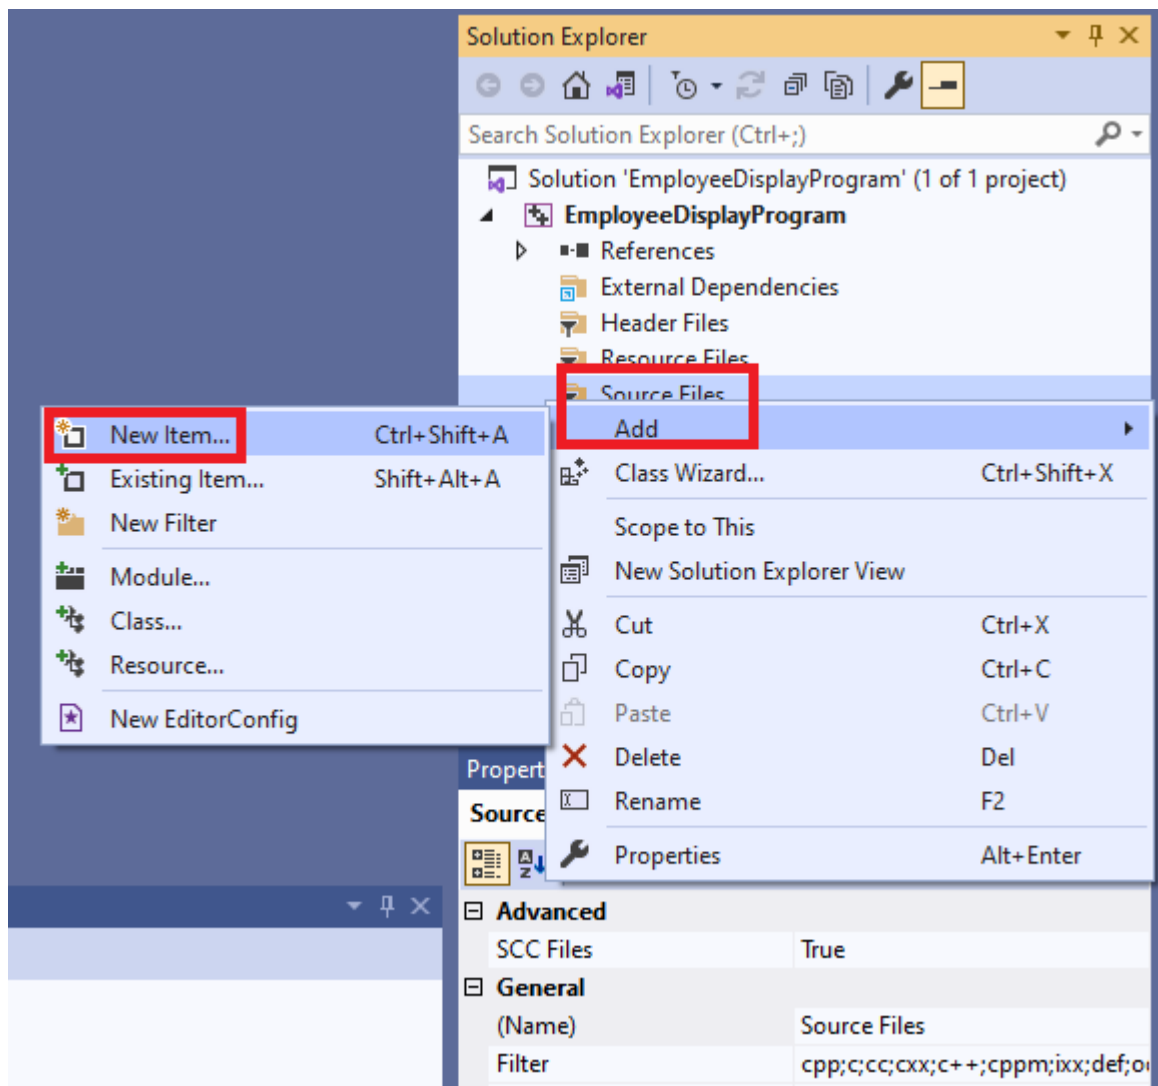 Solution Explorer
Search Solution Explorer (Ctrl+;)
Solution 'EmployeeDisplayProgram' (1 of 1 project)
EmployeeDisplayProgram
References
External Dependencies
Header Files
Resource Files
Source Files
Add
Class Wizard... Ctrl+Shift+X
Scope to This
New Solution Explorer View
Cut Ctrl+X
Copy Ctrl+C
Paste Ctrl+V
Delete Del
Rename F2
Properties Alt+Enter
New Item... Ctrl+Shift+A
Existing Item... Shift+Alt+A
New Filter
Module...
Class...
Resource...
New EditorConfig
Propert
Source
Advanced
SCC Files True
General
(Name) Source Files
Filter cpp;c;cc;cxx;c++;cppm;ixx;def;o